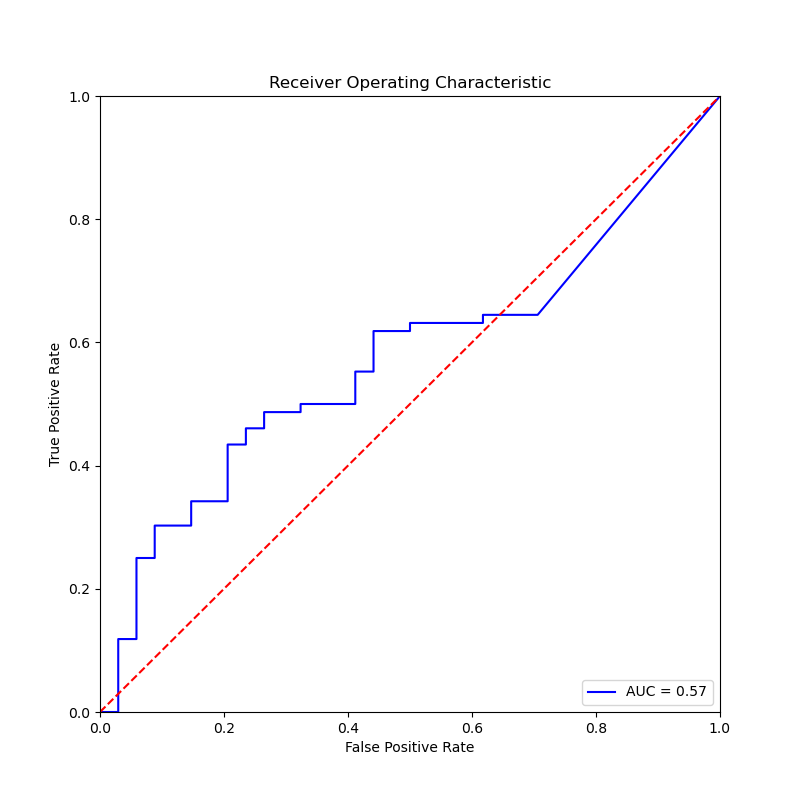 Receiver Operating Characteristic
1.0
0.8
0.6
0.4
0.2
0.0
True Positive Rate
AUC = 0.57
0.0 0.2 0.4 0.6 0.8 1.0
False Positive Rate